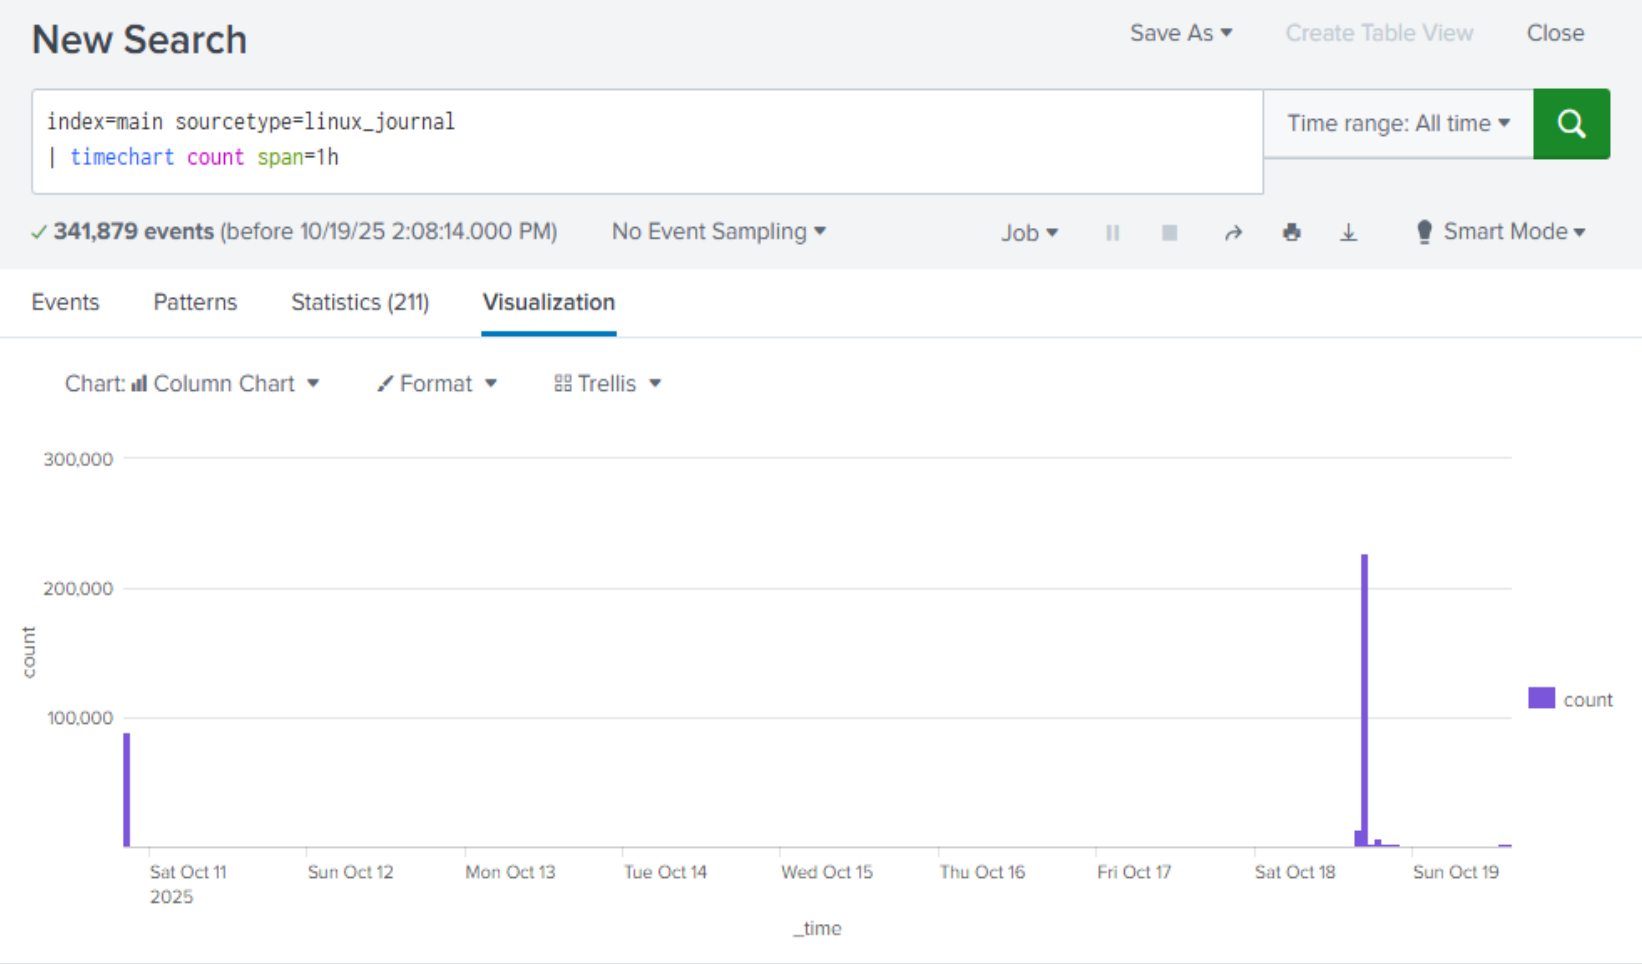 New Search
Save As
Create Table View
Close
index=main sourcetype=linux_journal
| timechart count span=1h
Time range: All time
341,879 events (before 10/19/25 2:08:14.000 PM)
No Event Sampling
Job
Smart Mode
Events
Patterns
Statistics (211)
Visualization
Chart: Column Chart
Format
Trellis
300,000
200,000
100,000
count
count
Sat Oct 11
2025
Sun Oct 12
Mon Oct 13
Tue Oct 14
Wed Oct 15
Thu Oct 16
Fri Oct 17
Sat Oct 18
Sun Oct 19
_time